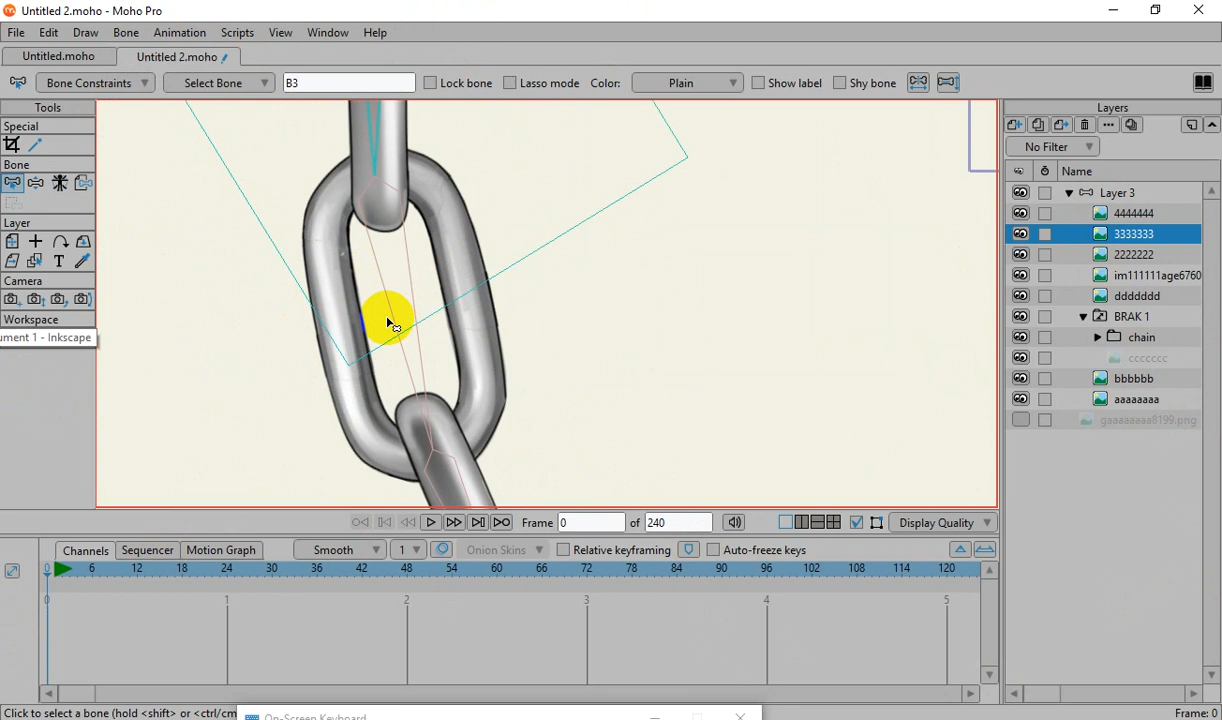 Untitled 2.moho - Moho Pro
File Edit Draw Bone Animation Scripts View Window Help
Untitled.moho Untitled 2.moho
Bone Constraints Select Bone B3 Lock bone Lasso mode Color: Plain Show label Shy bone
Tools
Special
Bone
Layer
Camera
Workspace
ument 1 - Inkscape
Layers
No Filter
Name
Layer 3
4444444
3333333
2222222
im111111age6760
ddddddd
BRAK 1
chain
ccccccc
bbbbbb
aaaaaaaa
gaaaaaaaa8199.png
Frame 0 of 240 Display Quality
Channels Sequencer Motion Graph Smooth 1 Onion Skins Relative keyframing Auto-freeze keys
0 6 12 18 24 30 36 42 48 54 60 66 72 78 84 90 96 102 108 114 120
0 1 2 3 4 5
Click to select a bone (hold <shift> or <ctrl/cm
On-Screen Keyboard
Frame: 0